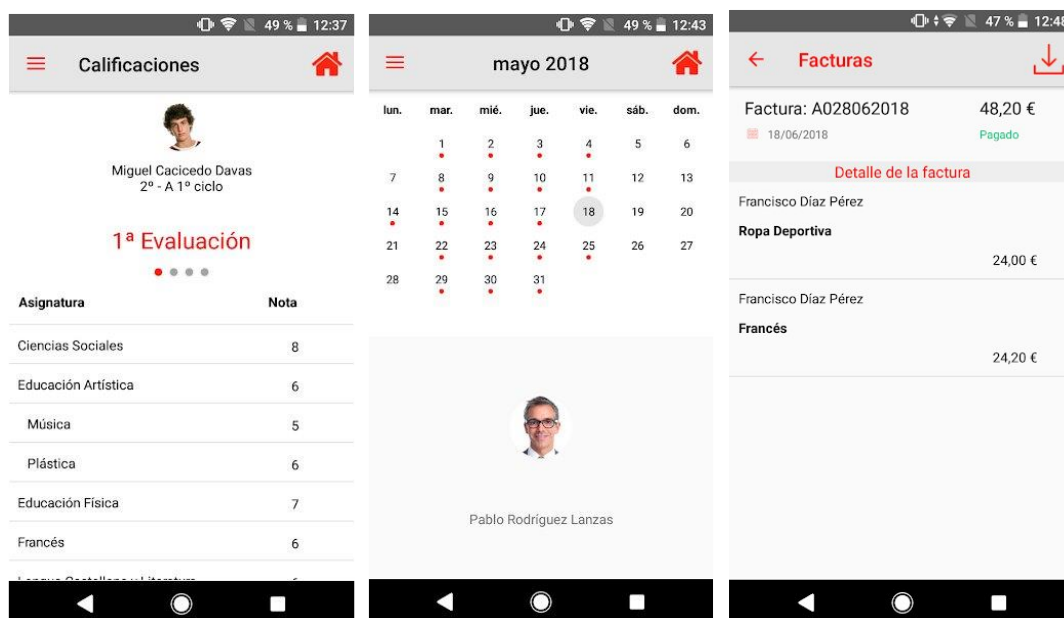 49 % 12:37
Calificaciones
Miguel Cacicedo Davas
2º - A 1º ciclo
1ª Evaluación
Asignatura Nota
Ciencias Sociales 8
Educación Artística 6
Música 5
Plástica 6
Educación Física 7
Francés 6
49 % 12:43
mayo 2018
lun. mar. mié. jue. vie. sáb. dom.
1 2 3 4 5 6
7 8 9 10 11 12 13
14 15 16 17 18 19 20
21 22 23 24 25 26 27
28 29 30 31
Pablo Rodríguez Lanzas
47 % 12:48
Facturas
Factura: A028062018 48,20 €
18/06/2018 Pagado
Detalle de la factura
Francisco Díaz Pérez
Ropa Deportiva
24,00 €
Francisco Díaz Pérez
Francés
24,20 €